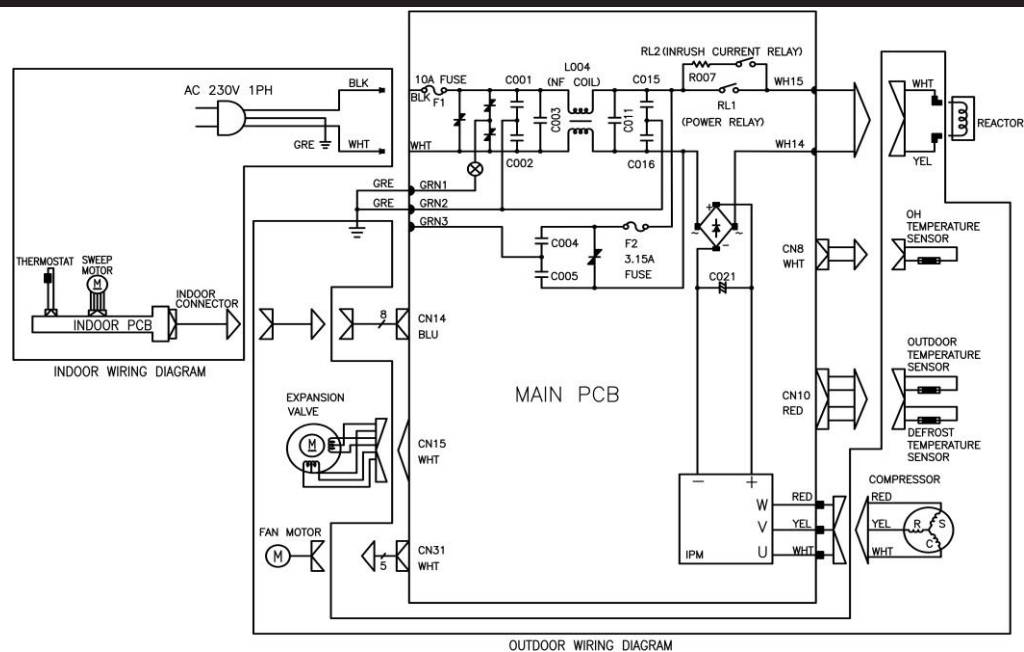 AC 230V 1PH
BLK
GRE
WHT
THERMOSTAT
SWEEP
MOTOR
M
INDOOR
CONNECTOR
INDOOR PCB
INDOOR WIRING DIAGRAM
10A FUSE
BLK
F1
WHT
C001
C002
C003
L004
(NF COIL)
C015
C011
C016
RL2(INRUSH CURRENT RELAY)
R007
RL1
(POWER RELAY)
WH15
WH14
WHT
YEL
REACTOR
GRE
GRN1
GRE
GRN2
GRN3
C004
C005
F2
3.15A
FUSE
+
~
~
−
C021
CN8
WHT
OH
TEMPERATURE
SENSOR
8
CN14
BLU
MAIN PCB
CN10
RED
OUTDOOR
TEMPERATURE
SENSOR
DEFROST
TEMPERATURE
SENSOR
EXPANSION
VALVE
M
CN15
WHT
FAN MOTOR
M
5
CN31
WHT
−
+
W
V
U
IPM
RED
YEL
WHT
COMPRESSOR
RED
YEL
WHT
R
S
C
OUTDOOR WIRING DIAGRAM